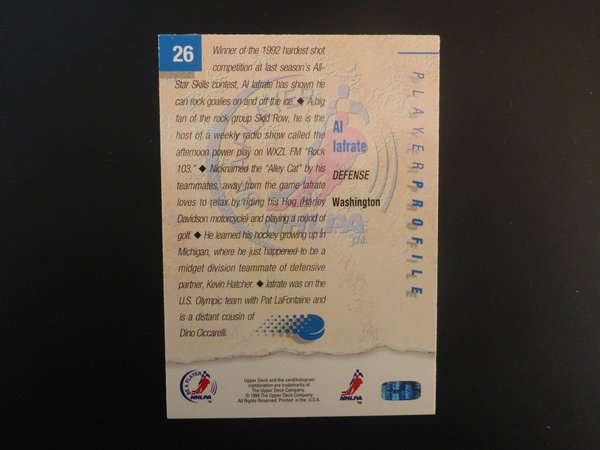 26
Winner of the 1992 hardest shot
competition at last season's All-
Star Skills contest, Al Iafrate has shown he
can rock goalies on and off the ice. ◆ A big
fan of the rock group Skid Row, he is the
host of a weekly radio show called the
afternoon power play on WXZL FM "Rock
103." ◆ Nicknamed the "Alley Cat" by his
teammates, away from the game Iafrate
loves to relax by riding his Hog (Harley
Davidson motorcycle) and playing a round of
golf. ◆ He learned his hockey growing up in
Michigan, where he just happened to be a
midget division teammate of defensive
partner, Kevin Hatcher. ◆ Iafrate was on the
U.S. Olympic team with Pat LaFontaine and
is a distant cousin of
Dino Ciccarelli.
Al
Iafrate
DEFENSE
Washington
PLAYER PROFILE
BE A PLAYER
NHLPA
TM
BE A PLAYER
NHLPA
TM
Upper Deck and the card/hologram
combination are trademarks of
The Upper Deck Company.
© 1994 The Upper Deck Company.
All Rights Reserved. Printed in the U.S.A.
NHLPA
TM